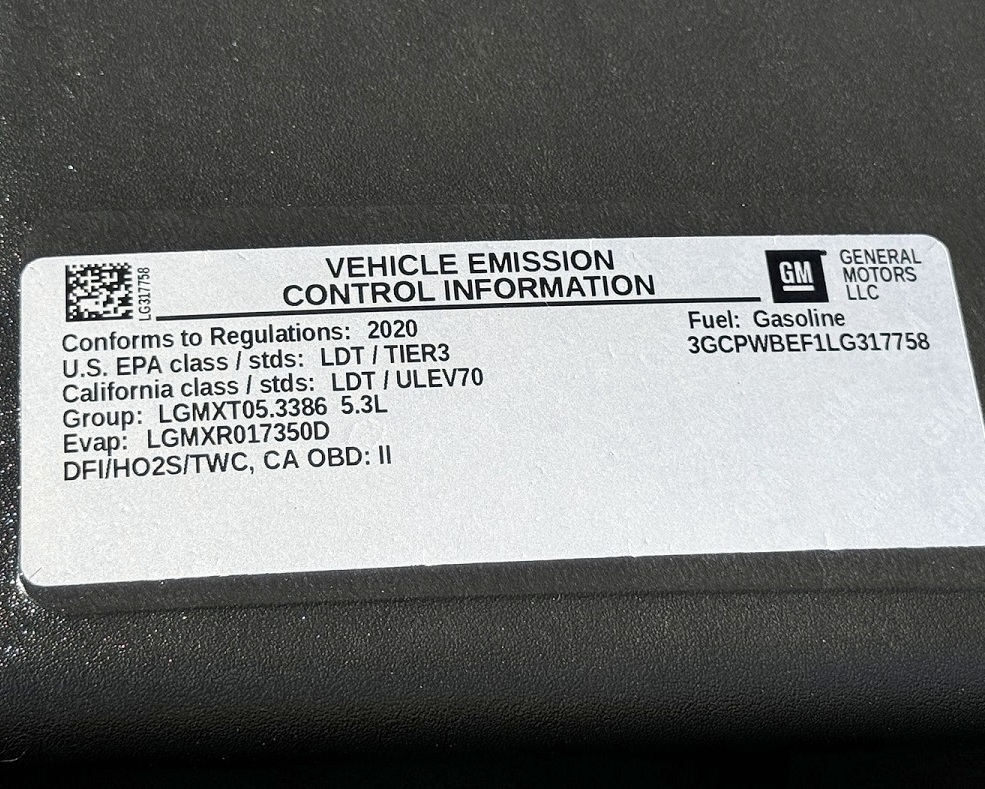 LG317758
VEHICLE EMISSION
CONTROL INFORMATION
GM
GENERAL
MOTORS
LLC
Conforms to Regulations: 2020
U.S. EPA class / stds: LDT / TIER3
California class / stds: LDT / ULEV70
Group: LGMXT05.3386 5.3L
Evap: LGMXR017350D
DFI/HO2S/TWC, CA OBD: II
Fuel: Gasoline
3GCPWBEF1LG317758